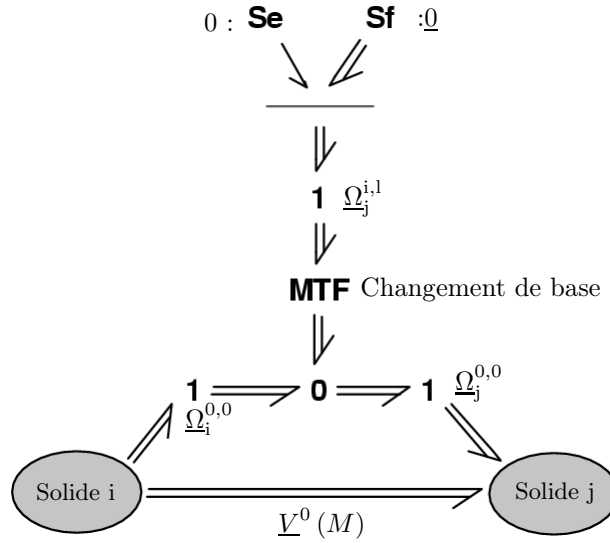 0 : Se Sf :0
1 Ω_j^{i,l}
MTF Changement de base
1 0 1 Ω_j^{0,0}
Ω_i^{0,0}
Solide i Solide j
V^0 (M)